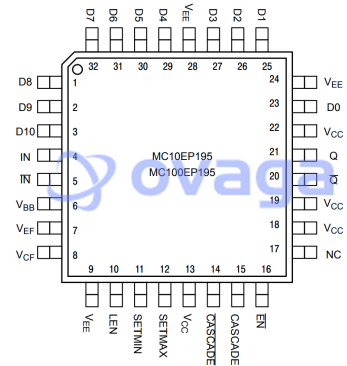 D7 D6 D5 D4 VEE D3 D2 D1
32 31 30 29 28 27 26 25
D8 1 24 VEE
D9 2 23 D0
D10 3 22 VCC
IN 4 21 Q
I̅N̅ 5 20 Q̅
VBB 6 19 VCC
VEF 7 18 VCC
VCF 8 17 NC
MC10EP195
MC100EP195
ovaga
9 10 11 12 13 14 15 16
VEE LEN SETMIN SETMAX VCC C̅A̅S̅C̅A̅D̅E̅ CASCADE E̅N̅